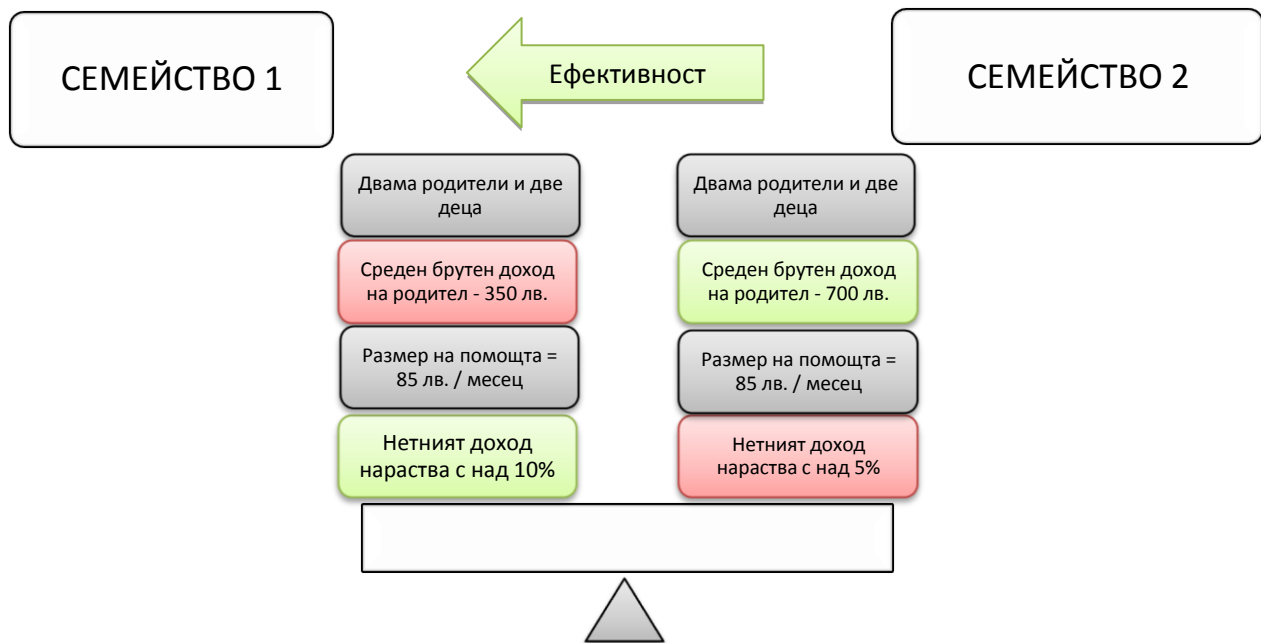 СЕМЕЙСТВО 1
Ефективност
СЕМЕЙСТВО 2
Двама родители и две
деца
Среден брутен доход
на родител - 350 лв.
Размер на помощта =
85 лв. / месец
Нетният доход
нараства с над 10%
Двама родители и две
деца
Среден брутен доход
на родител - 700 лв.
Размер на помощта =
85 лв. / месец
Нетният доход
нараства с над 5%